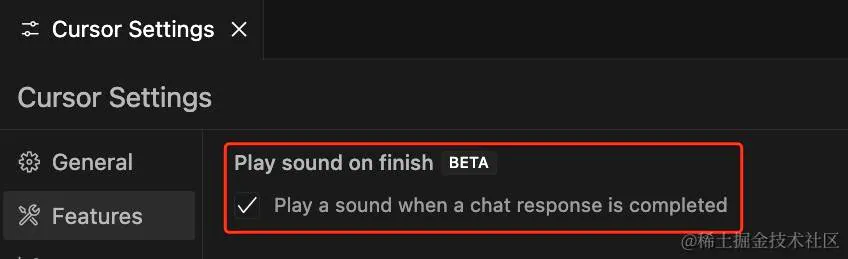 Cursor Settings
Cursor Settings
General
Play sound on finish BETA
Features
Play a sound when a chat response is completed
@稀土掘金技术社区